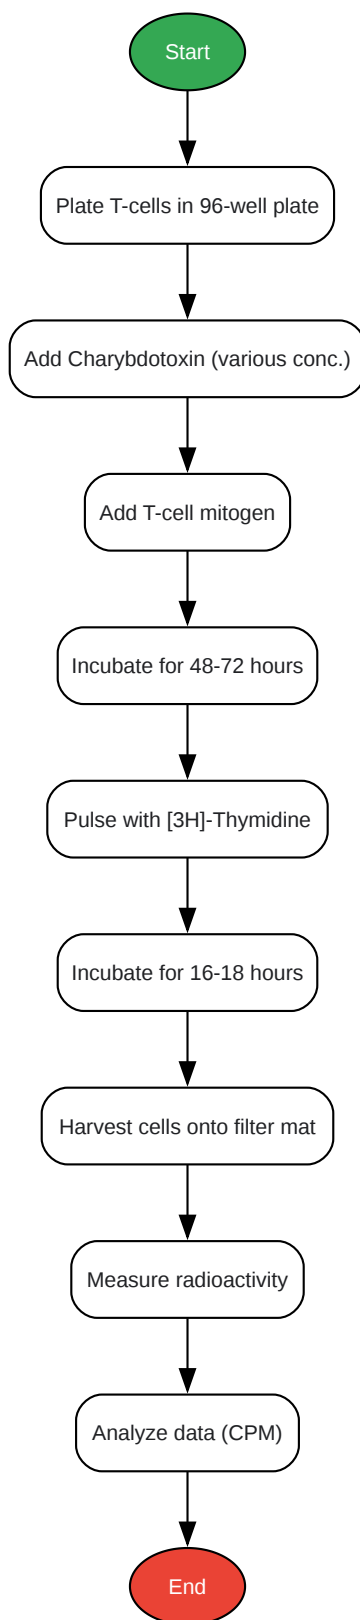 Start
Plate T-cells in 96-well plate
Add Charybdotoxin (various conc.)
Add T-cell mitogen
Incubate for 48-72 hours
Pulse with [3H]-Thymidine
Incubate for 16-18 hours
Harvest cells onto filter mat
Measure radioactivity
Analyze data (CPM)
End